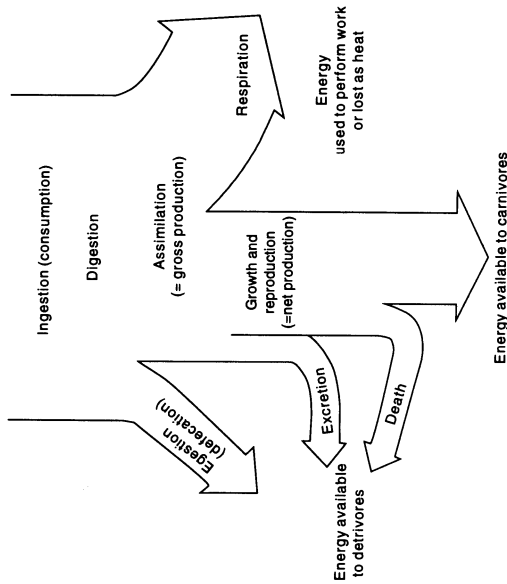 Ingestion (consumption)
Digestion
Assimilation
(= gross production)
Respiration
Egestion
(defecation)
Growth and
reproduction
(=net production)
Energy
used to perform work
or lost as heat
Excretion
Death
Energy available
to detrivores
Energy available to carnivores